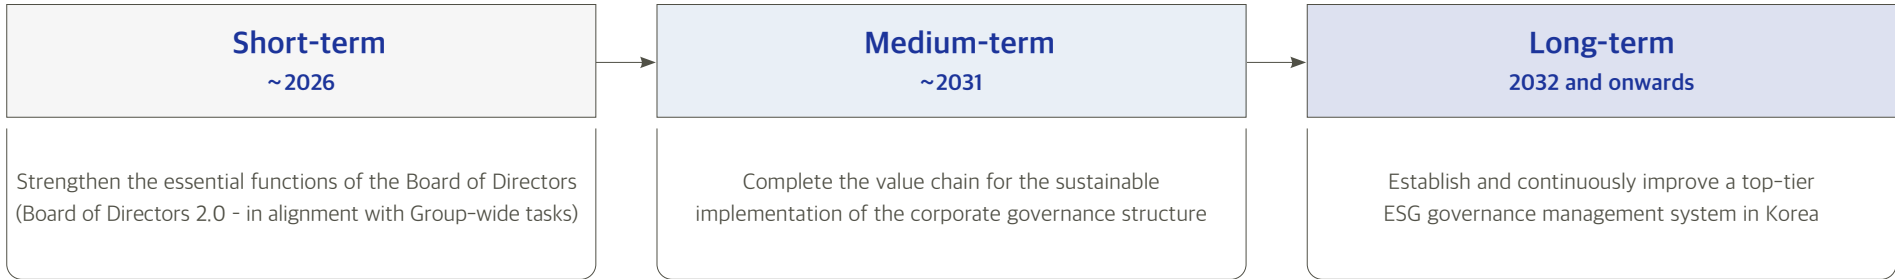 Short-term
~2026
Strengthen the essential functions of the Board of Directors
(Board of Directors 2.0 - in alignment with Group-wide tasks)
Medium-term
~2031
Complete the value chain for the sustainable
implementation of the corporate governance structure
Long-term
2032 and onwards
Establish and continuously improve a top-tier
ESG governance management system in Korea